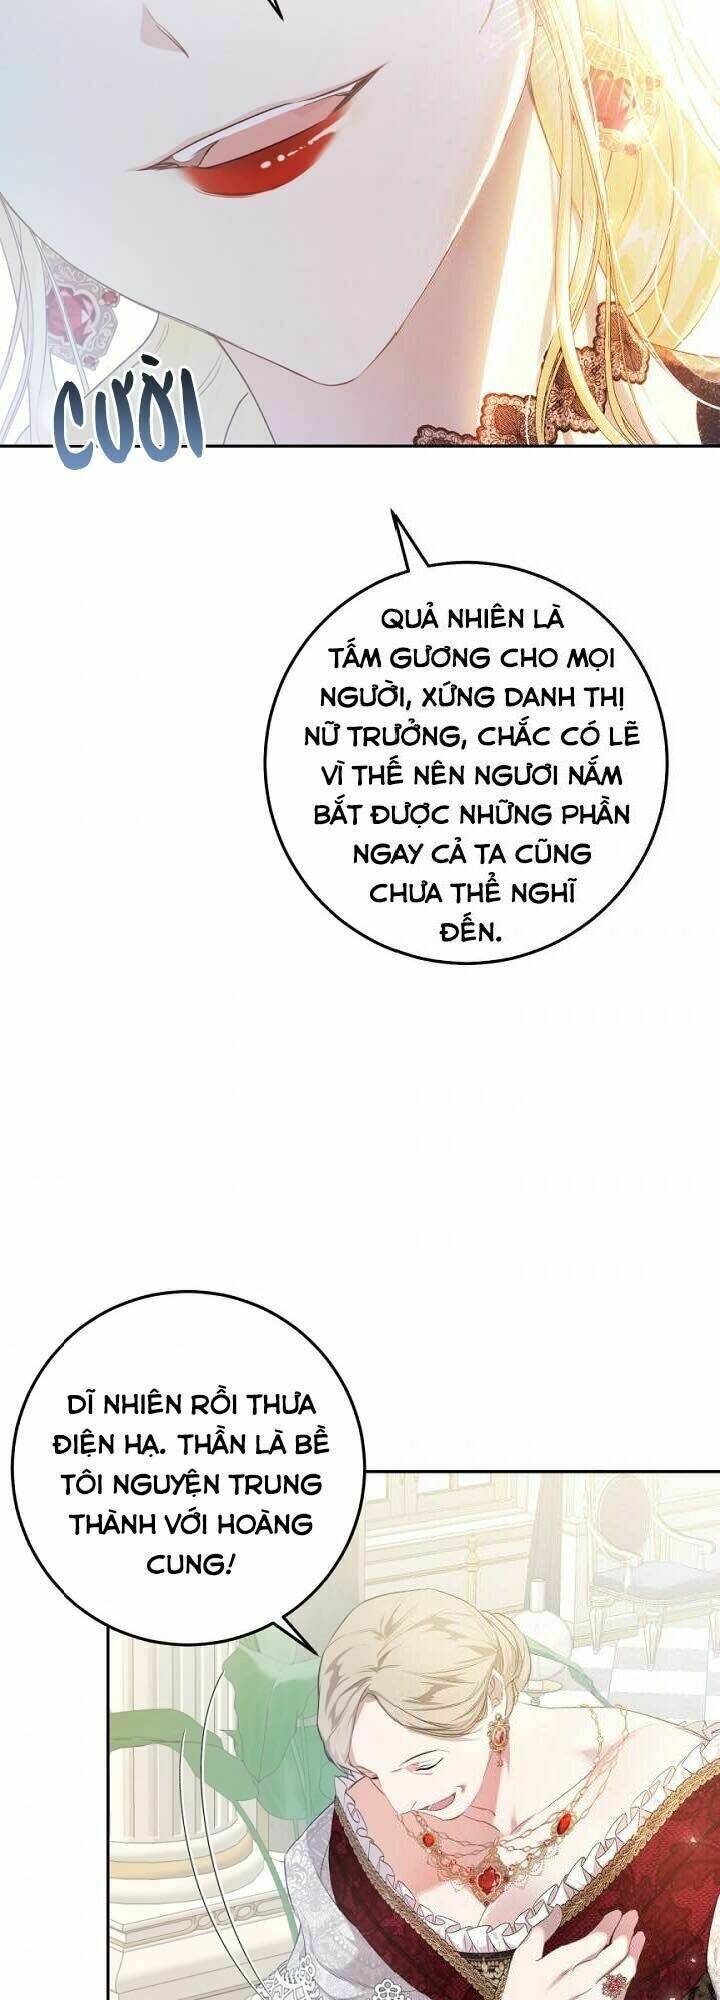 CƯỜI
QUẢ NHIÊN LÀ
TẤM GƯƠNG CHO MỌI
NGƯỜI, XỨNG DANH THỊ
NỮ TRƯỞNG, CHẮC CÓ LẼ
VÌ THẾ NÊN NGƯƠI NẮM
BẮT ĐƯỢC NHỮNG PHẦN
NGAY CẢ TA CŨNG
CHƯA THỂ NGHĨ
ĐẾN.
DĨ NHIÊN RỒI THƯA
ĐIỆN HẠ. THẦN LÀ BỀ
TÔI NGUYỆN TRUNG
THÀNH VỚI HOÀNG
CUNG!